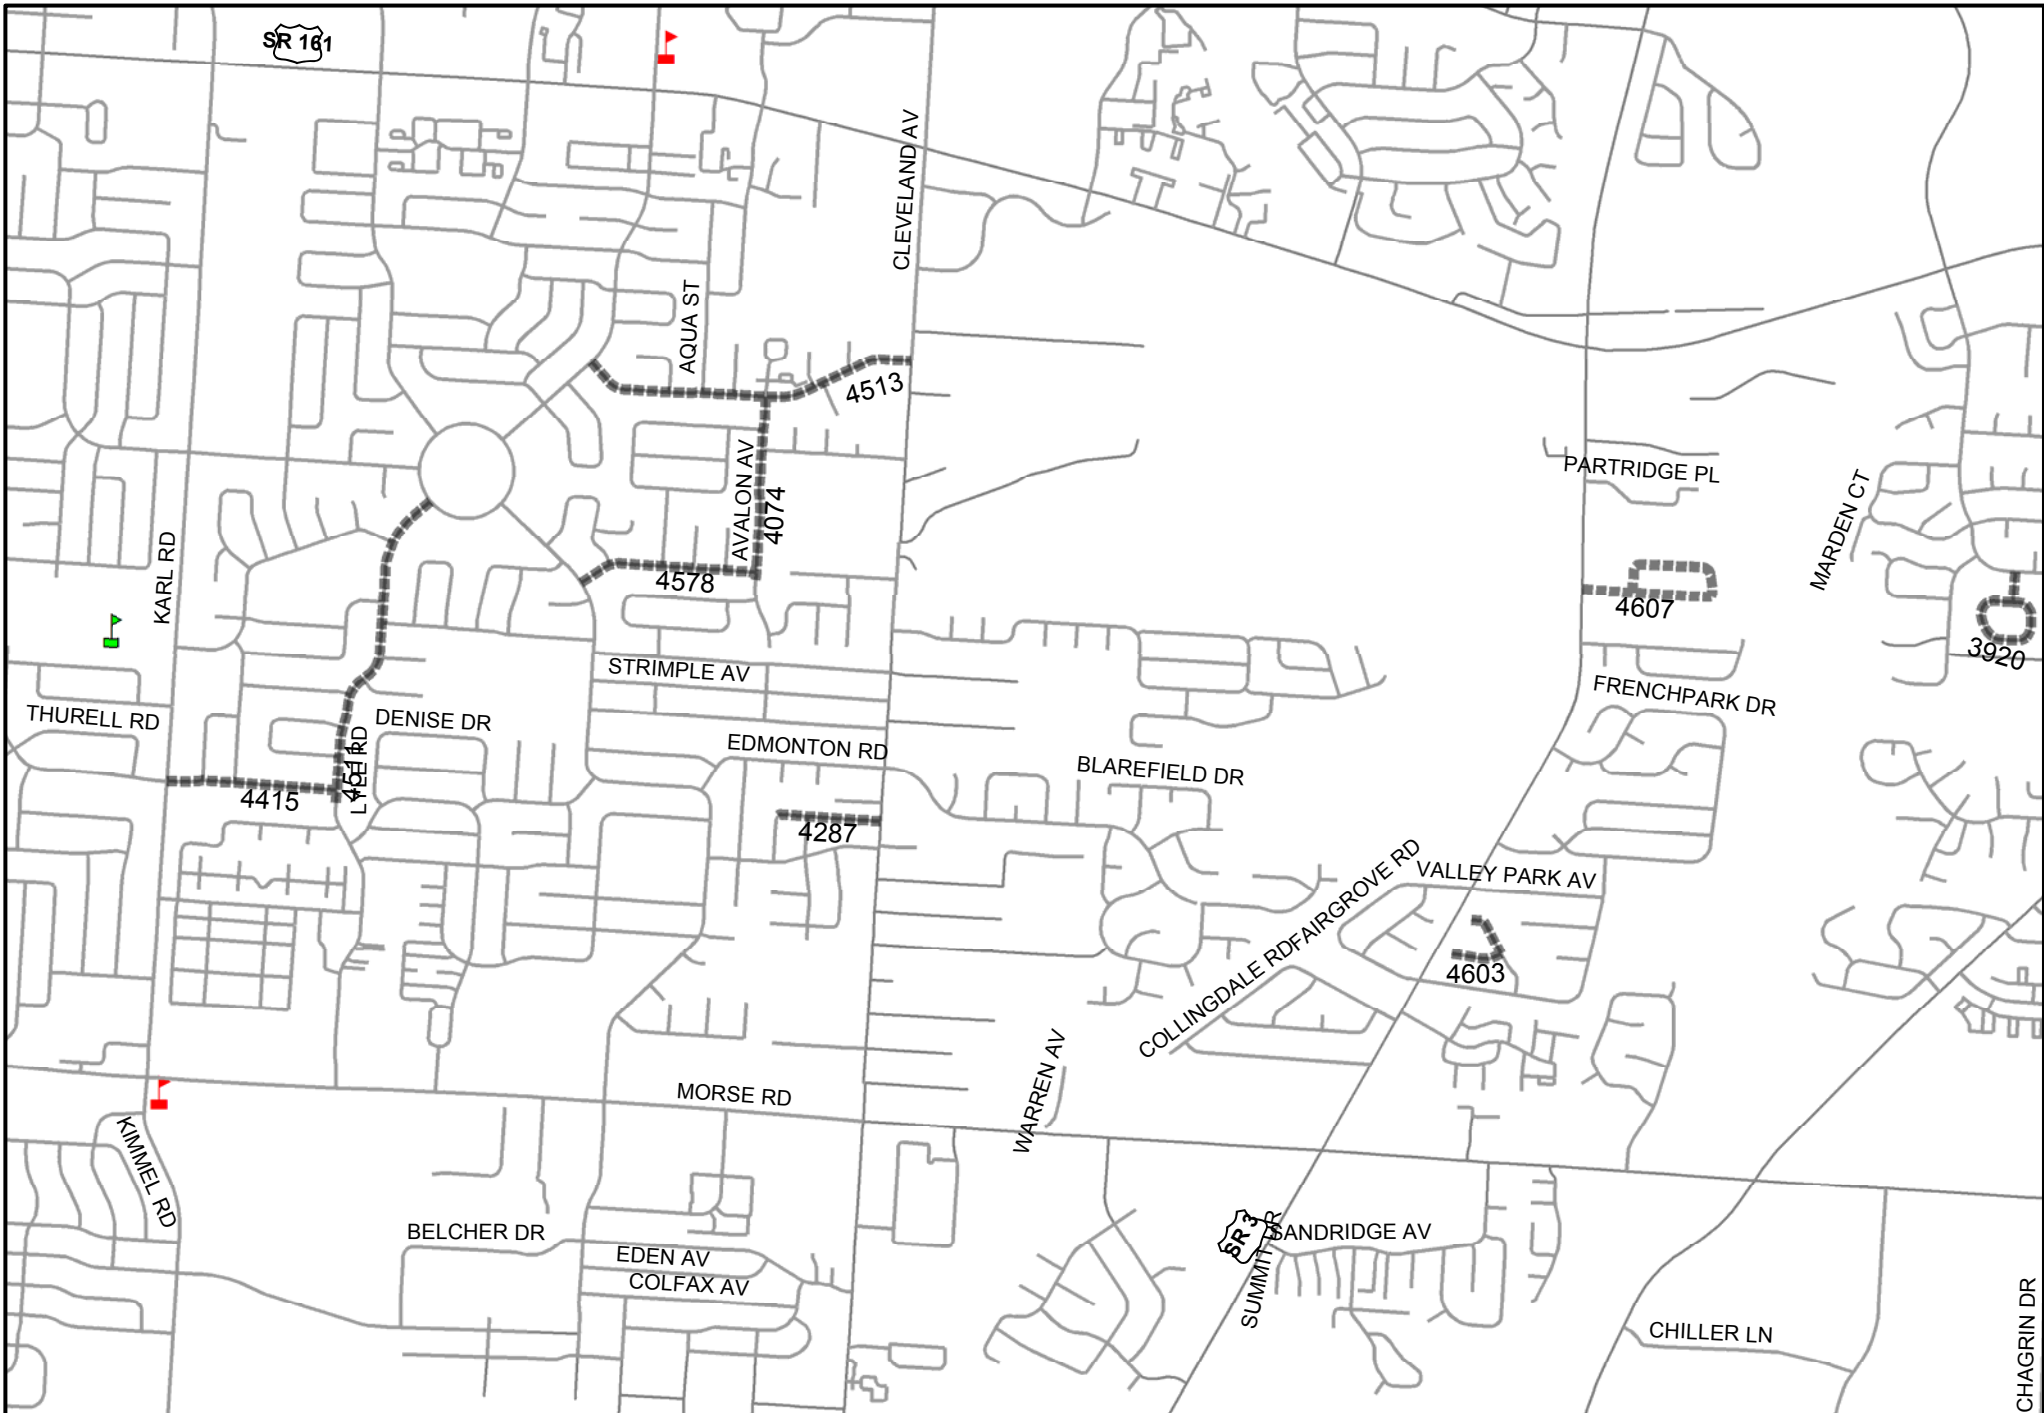 SR 161
CLEVELAND AV
AQUA ST
4513
AVALON AV
4074
PARTRIDGE PL
MARDEN CT
KARL RD
4578
4607
3920
STRIMPLE AV
FRENCHPARK DR
THURELL RD
DENISE DR
EDMONTON RD
BLAREFIELD DR
4511
4415
4287
VALLEY PARK AV
FAIRGROVE RD
COLLINGDALE RD
4603
WARREN AV
MORSE RD
KIMMEL RD
BELCHER DR
EDEN AV
COLFAX AV
SR 3
SANDRIDGE AV
SUMMIT DR
CHILLER LN
CHAGRIN DR